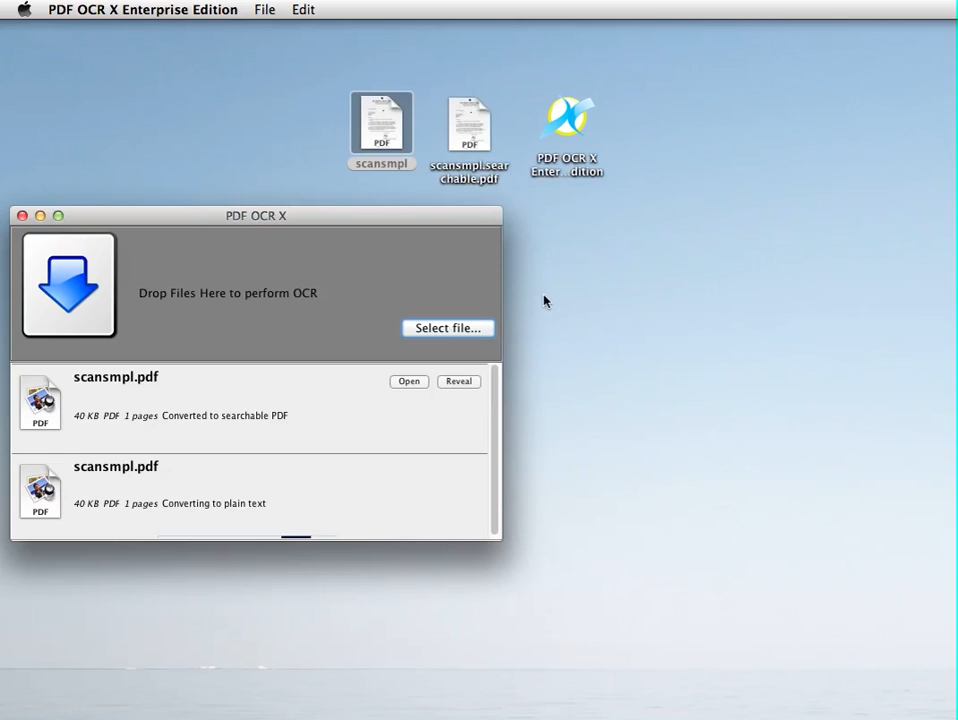 PDF OCR X Enterprise Edition File Edit
PDF
scansmpl
PDF
scansmpl.sear
chable.pdf
PDF OCR X
Enter...dition
PDF OCR X
Drop Files Here to perform OCR
Select file...
scansmpl.pdf
Open Reveal
PDF
40 KB PDF 1 pages Converted to searchable PDF
scansmpl.pdf
PDF
40 KB PDF 1 pages Converting to plain text